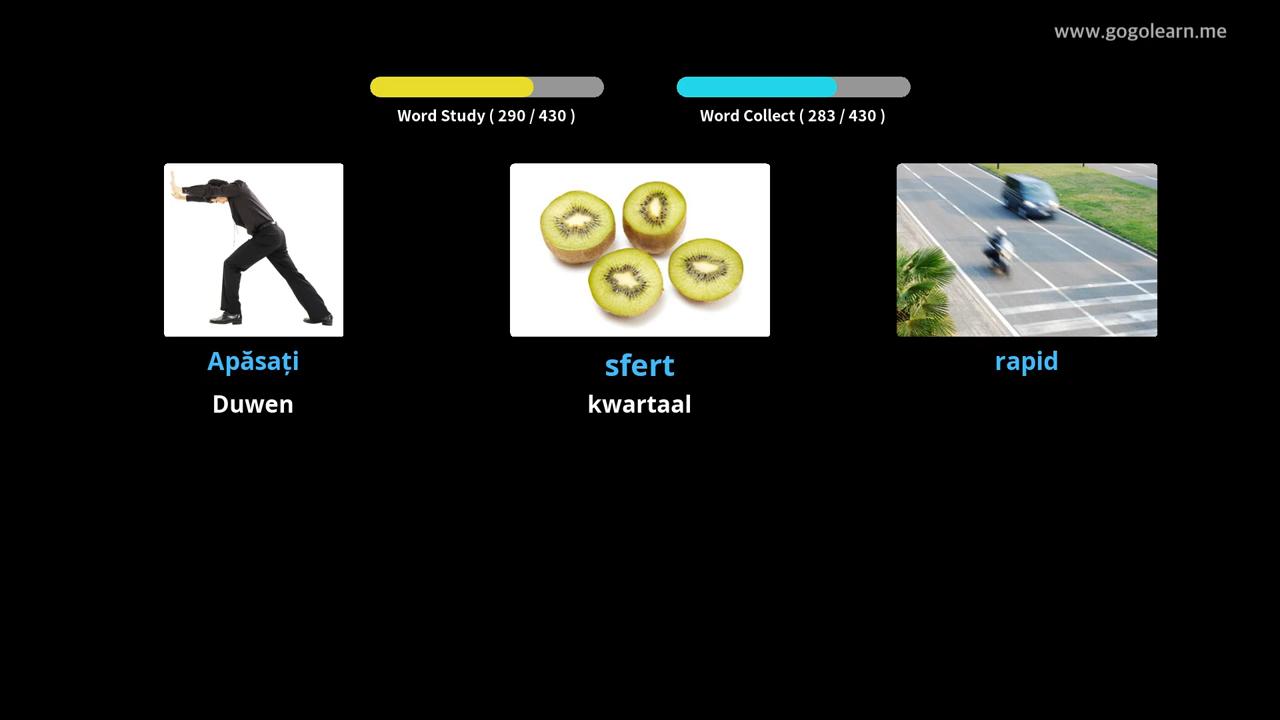 www.gogolearn.me
Word Study ( 290 / 430 )
Word Collect ( 283 / 430 )
Apăsați
sfert
rapid
Duwen
kwartaal